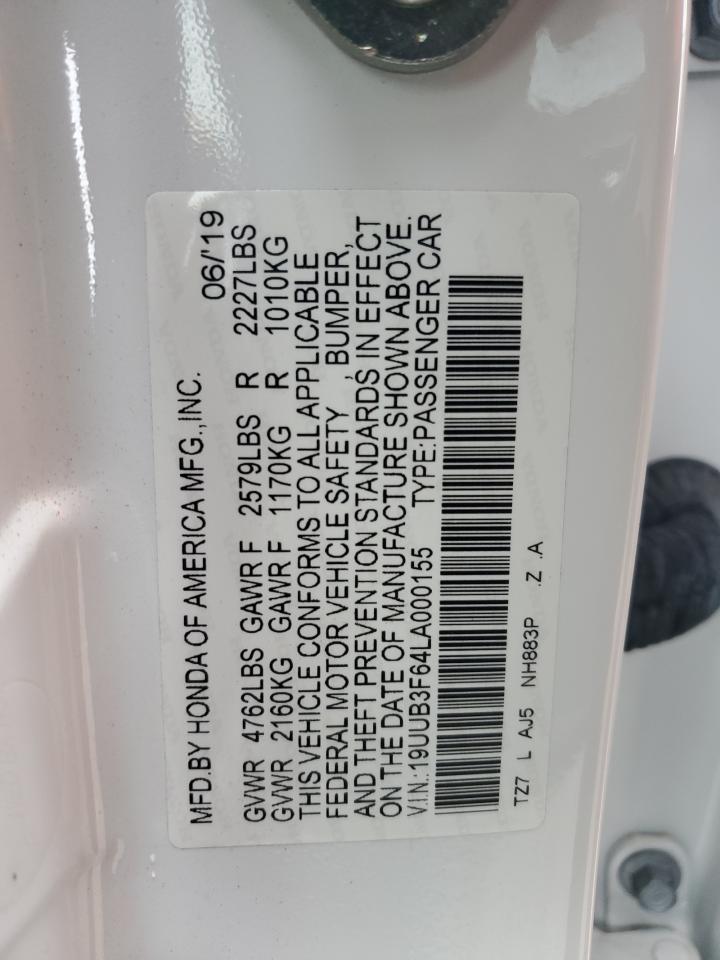 MFD.BY HONDA OF AMERICA MFG.,INC. 06/'19
GVWR 4762LBS GAWR F 2579LBS R 2227LBS
GVWR 2160KG GAWR F 1170KG R 1010KG
THIS VEHICLE CONFORMS TO ALL APPLICABLE
FEDERAL MOTOR VEHICLE SAFETY , BUMPER,
AND THEFT PREVENTION STANDARDS IN EFFECT
ON THE DATE OF MANUFACTURE SHOWN ABOVE.
V.I.N.:19UUB3F64LA000155 TYPE:PASSENGER CAR
TZ7 L AJ5 NH883P .Z .A